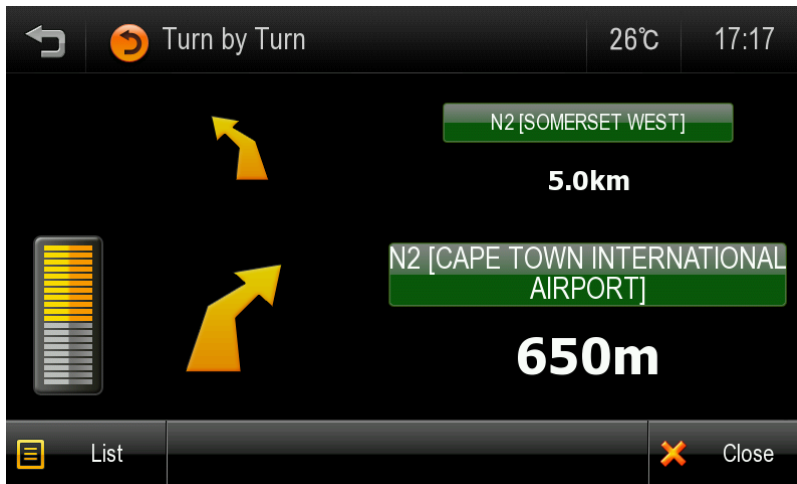 Turn by Turn
26°C
17:17
N2 [SOMERSET WEST]
5.0km
N2 [CAPE TOWN INTERNATIONAL
AIRPORT]
650m
List
Close